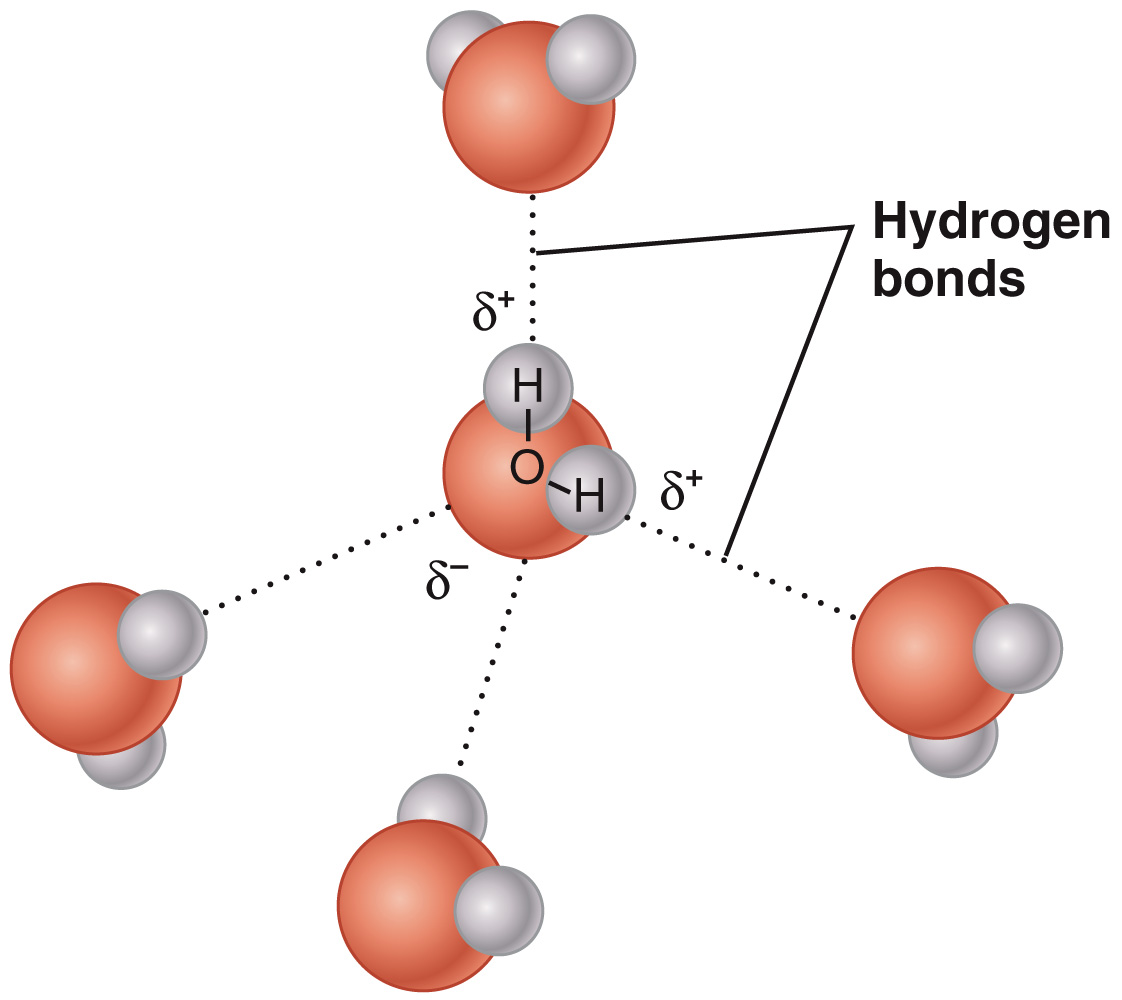 Hydrogen
bonds
δ⁺
H
O
H
δ⁺
δ⁻